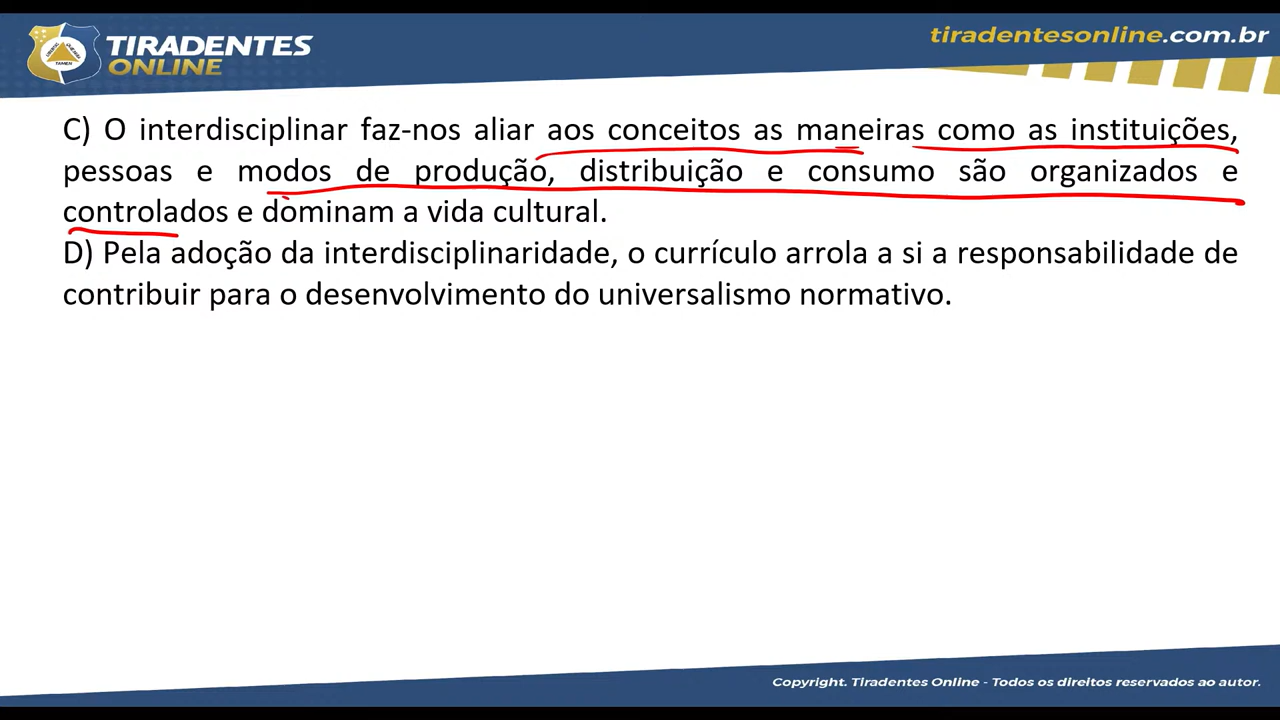 TIRADENTES
ONLINE
tiradentesonline.com.br
C) O interdisciplinar faz-nos aliar aos conceitos as maneiras como as instituições,
pessoas e modos de produção, distribuição e consumo são organizados e
controlados e dominam a vida cultural.
D) Pela adoção da interdisciplinaridade, o currículo arrola a si a responsabilidade de
contribuir para o desenvolvimento do universalismo normativo.
Copyright. Tiradentes Online - Todos os direitos reservados ao autor.